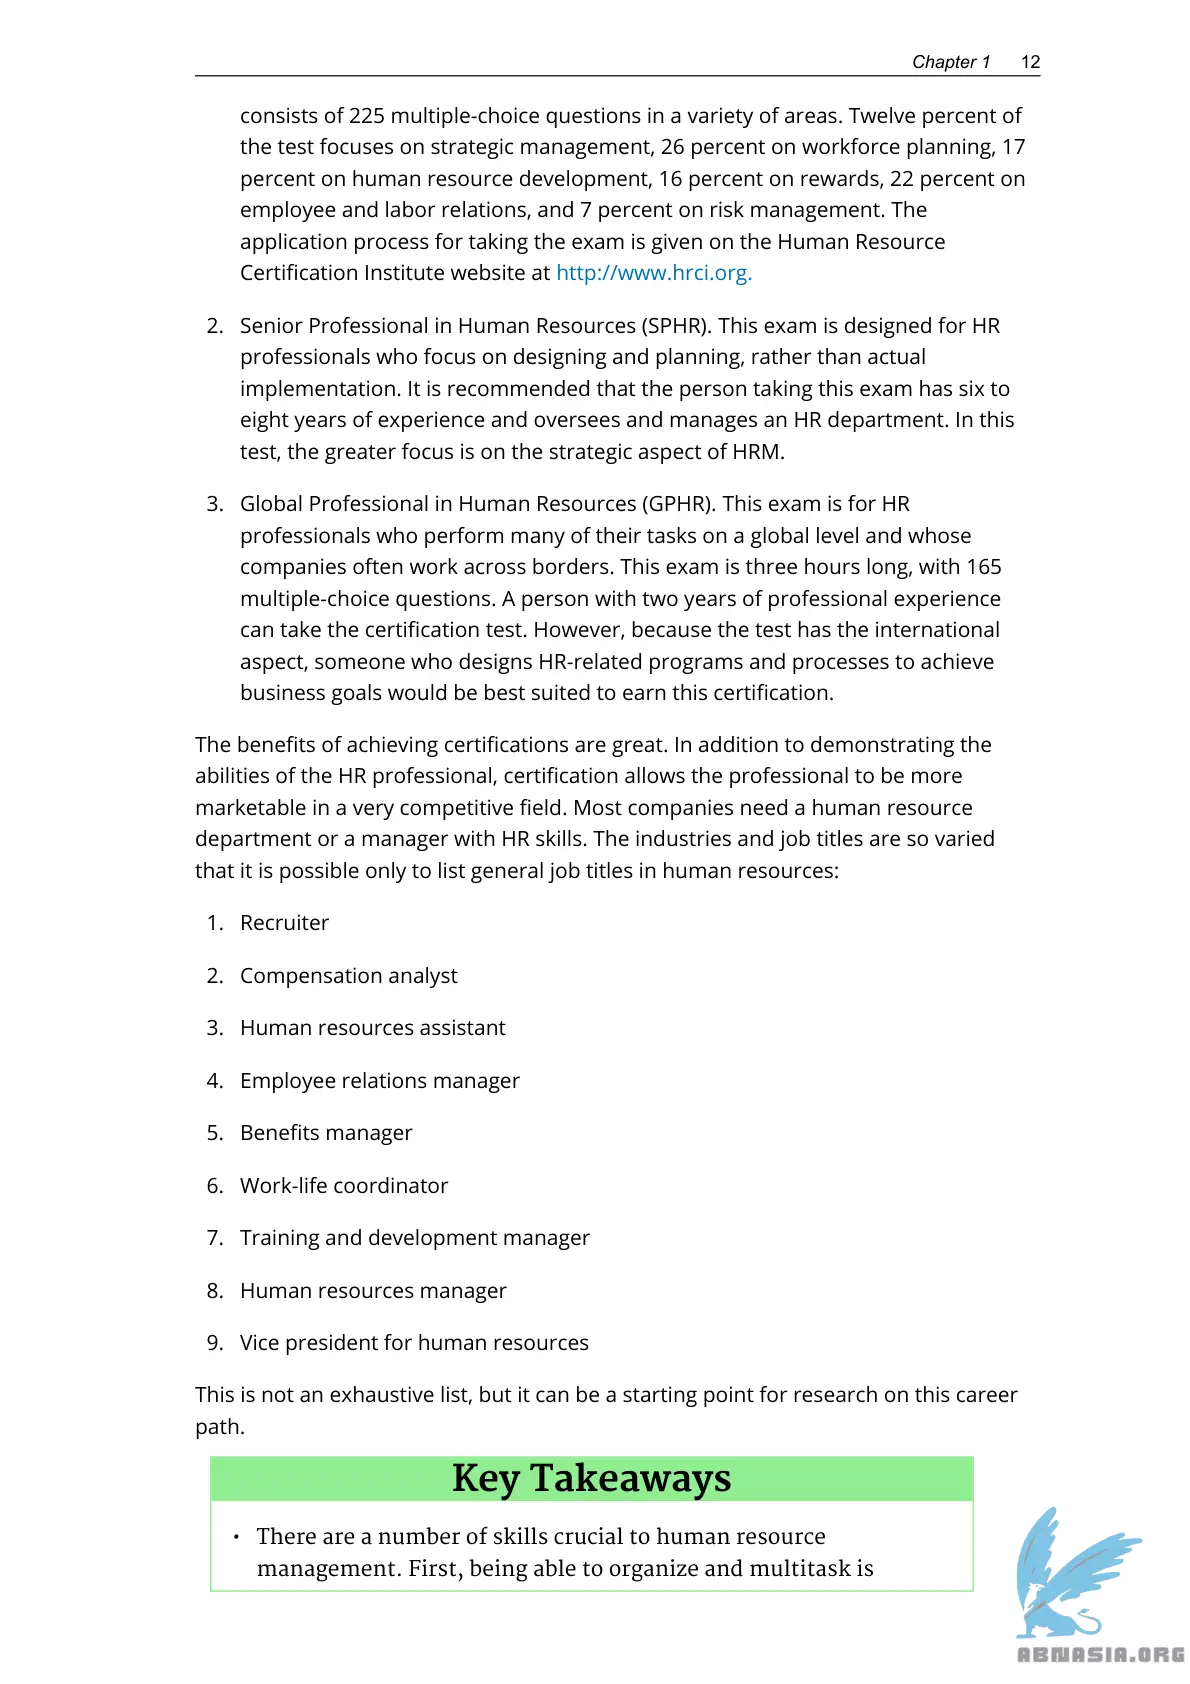 Chapter 1 12
consists of 225 multiple-choice questions in a variety of areas. Twelve percent of
the test focuses on strategic management, 26 percent on workforce planning, 17
percent on human resource development, 16 percent on rewards, 22 percent on
employee and labor relations, and 7 percent on risk management. The
application process for taking the exam is given on the Human Resource
Certification Institute website at http://www.hrci.org.
2. Senior Professional in Human Resources (SPHR). This exam is designed for HR
professionals who focus on designing and planning, rather than actual
implementation. It is recommended that the person taking this exam has six to
eight years of experience and oversees and manages an HR department. In this
test, the greater focus is on the strategic aspect of HRM.
3. Global Professional in Human Resources (GPHR). This exam is for HR
professionals who perform many of their tasks on a global level and whose
companies often work across borders. This exam is three hours long, with 165
multiple-choice questions. A person with two years of professional experience
can take the certification test. However, because the test has the international
aspect, someone who designs HR-related programs and processes to achieve
business goals would be best suited to earn this certification.
The benefits of achieving certifications are great. In addition to demonstrating the
abilities of the HR professional, certification allows the professional to be more
marketable in a very competitive field. Most companies need a human resource
department or a manager with HR skills. The industries and job titles are so varied
that it is possible only to list general job titles in human resources:
1. Recruiter
2. Compensation analyst
3. Human resources assistant
4. Employee relations manager
5. Benefits manager
6. Work-life coordinator
7. Training and development manager
8. Human resources manager
9. Vice president for human resources
This is not an exhaustive list, but it can be a starting point for research on this career
path.
Key Takeaways
• There are a number of skills crucial to human resource
management. First, being able to organize and multitask is
ABNASIA.ORG